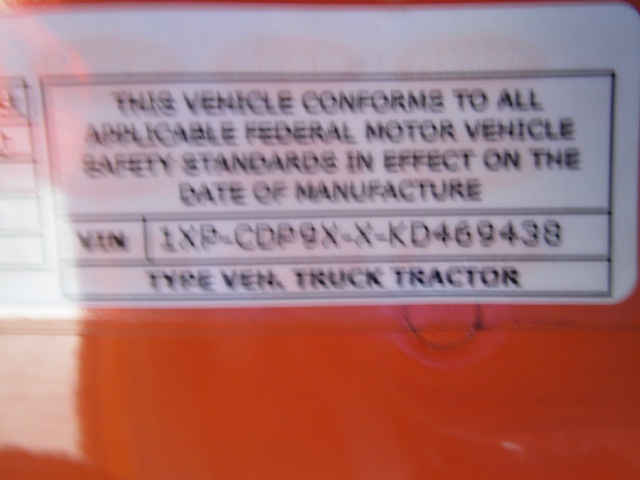 THIS VEHICLE CONFORMS TO ALL
APPLICABLE FEDERAL MOTOR VEHICLE
SAFETY STANDARDS IN EFFECT ON THE
DATE OF MANUFACTURE
VIN 1XP-CDP9X-X-KD469438
TYPE VEH. TRUCK TRACTOR